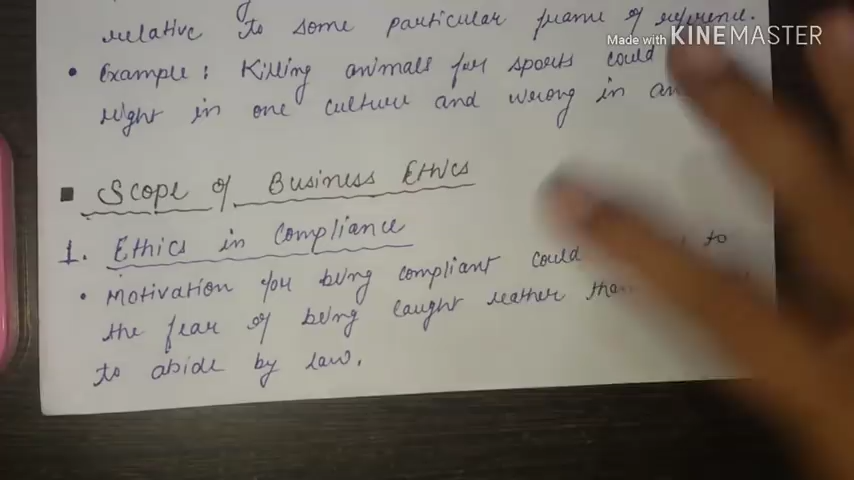 relative to some particular frame of reference.
Made with KINEMASTER
• Example: Killing animals for sports could
right in one culture and wrong in an
■ Scope of Business Ethics
1. Ethics in Compliance
• Motivation for being compliant could to
the fear of being caught reather
to abide by law.